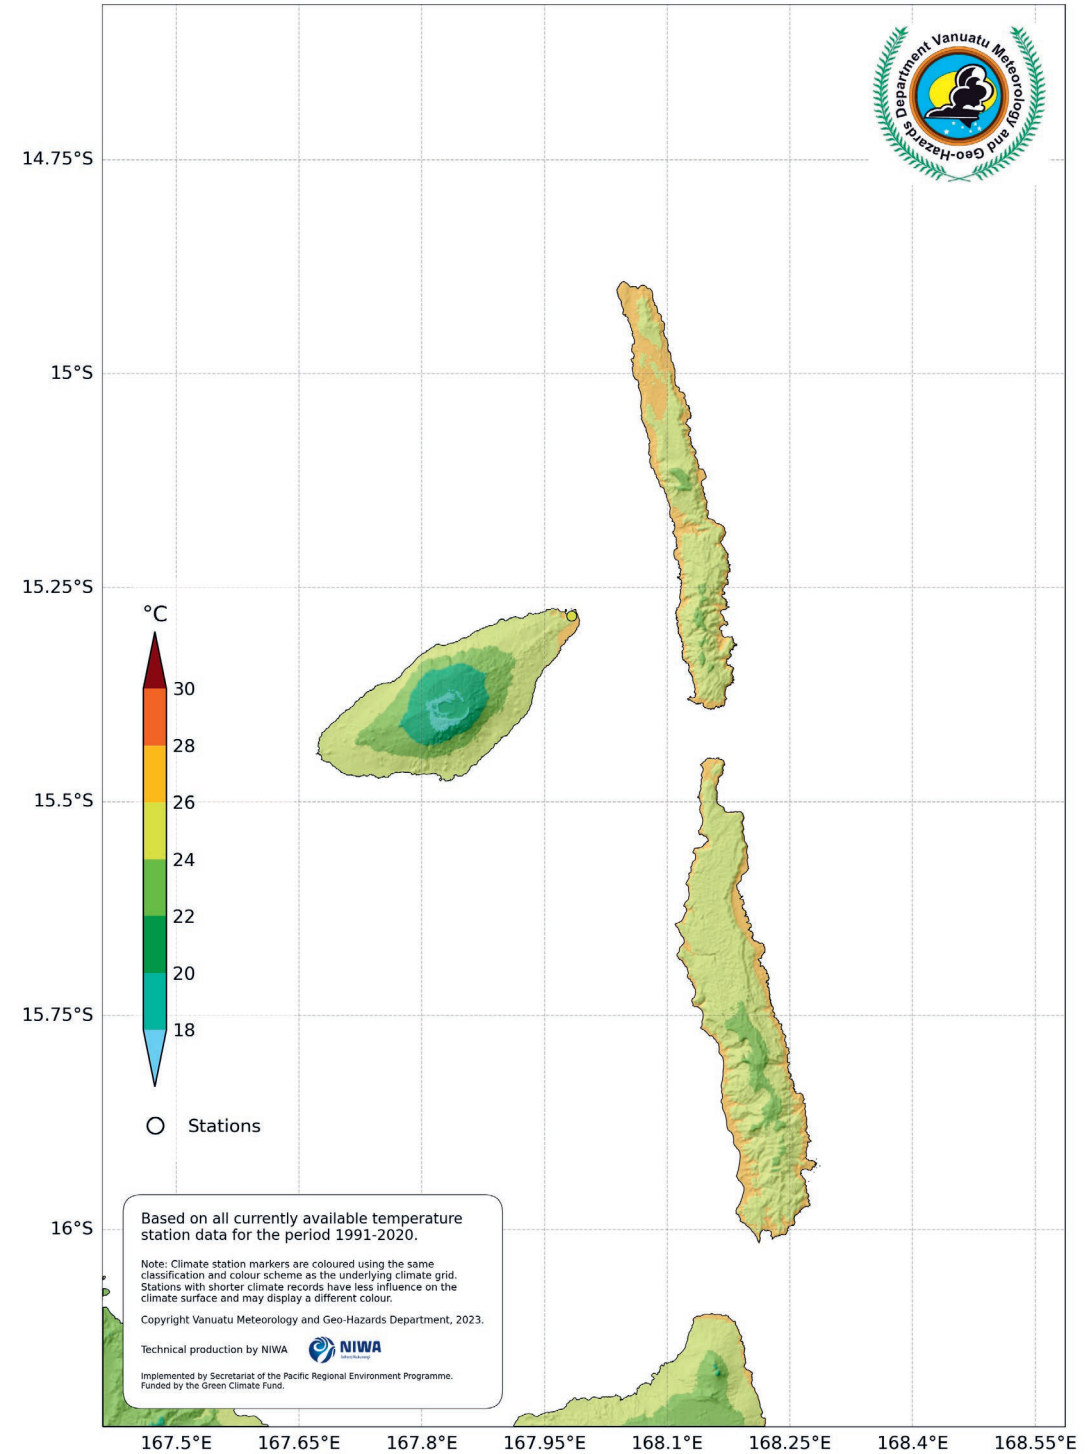 Vanuatu Meteorology and Geo-Hazards Department
14.75°S
15°S
15.25°S
15.5°S
15.75°S
16°S
°C
30
28
26
24
22
20
18
Stations
Based on all currently available temperature
station data for the period 1991-2020.
Note: Climate station markers are coloured using the same
classification and colour scheme as the underlying climate grid.
Stations with shorter climate records have less influence on the
climate surface and may display a different colour.
Copyright Vanuatu Meteorology and Geo-Hazards Department, 2023.
Technical production by NIWA
NIWA
Implemented by Secretariat of the Pacific Regional Environment Programme.
Funded by the Green Climate Fund.
167.5°E 167.65°E 167.8°E 167.95°E 168.1°E 168.25°E 168.4°E 168.55°E